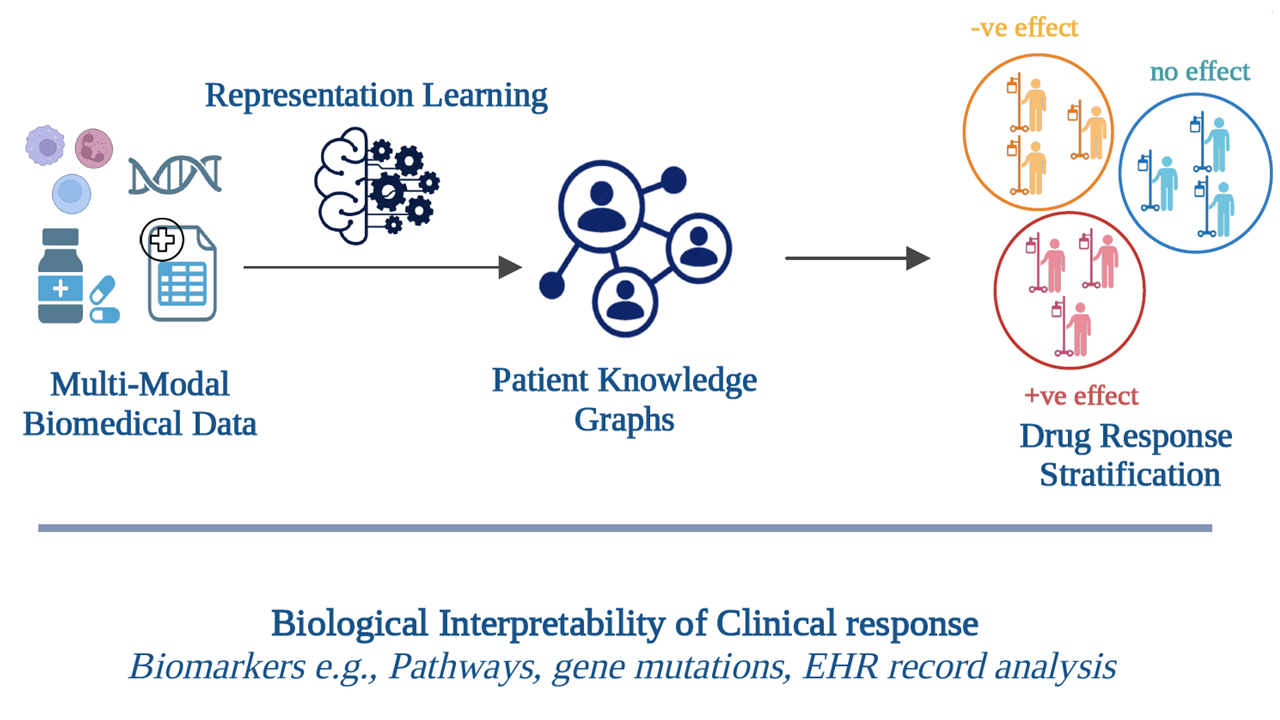 -ve effect
no effect
Representation Learning
Multi-Modal
Biomedical Data
Patient Knowledge
Graphs
+ve effect
Drug Response
Stratification
Biological Interpretability of Clinical response
Biomarkers e.g., Pathways, gene mutations, EHR record analysis